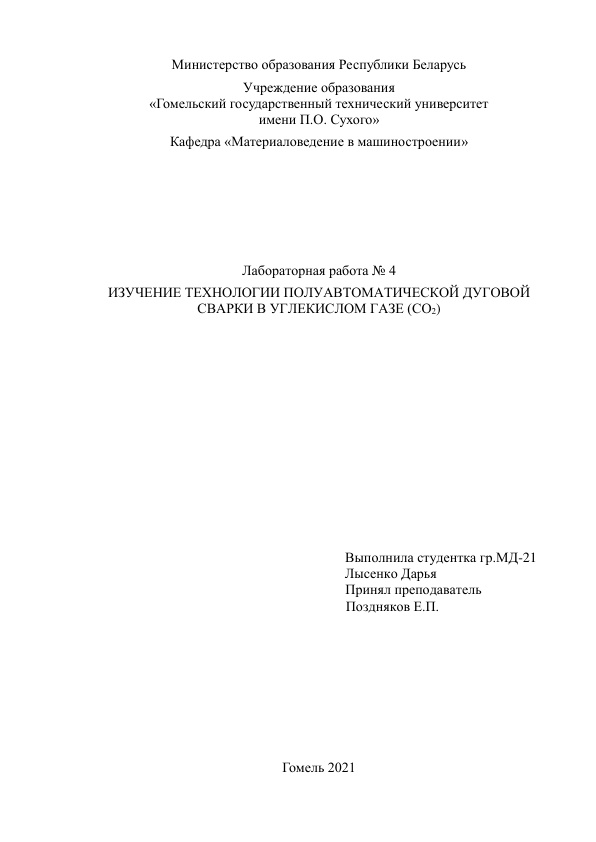 Министерство образования Республики Беларусь
Учреждение образования
«Гомельский государственный технический университет
имени П.О. Сухого»
Кафедра «Материаловедение в машиностроении»
Лабораторная работа № 4
ИЗУЧЕНИЕ ТЕХНОЛОГИИ ПОЛУАВТОМАТИЧЕСКОЙ ДУГОВОЙ
СВАРКИ В УГЛЕКИСЛОМ ГАЗЕ (СО₂)
Выполнила студентка гр.МД-21
Лысенко Дарья
Принял преподаватель
Поздняков Е.П.
Гомель 2021